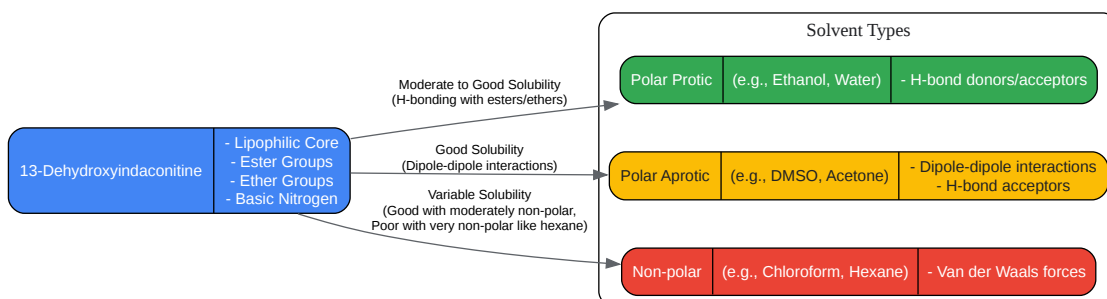 Solvent Types
Moderate to Good Solubility
(H-bonding with esters/ethers)
Polar Protic
(e.g., Ethanol, Water)
- H-bond donors/acceptors
13-Dehydroxyindaconitine
- Lipophilic Core
- Ester Groups
- Ether Groups
- Basic Nitrogen
Good Solubility
(Dipole-dipole interactions)
Polar Aprotic
(e.g., DMSO, Acetone)
- Dipole-dipole interactions
- H-bond acceptors
Variable Solubility
(Good with moderately non-polar,
Poor with very non-polar like hexane)
Non-polar
(e.g., Chloroform, Hexane)
- Van der Waals forces